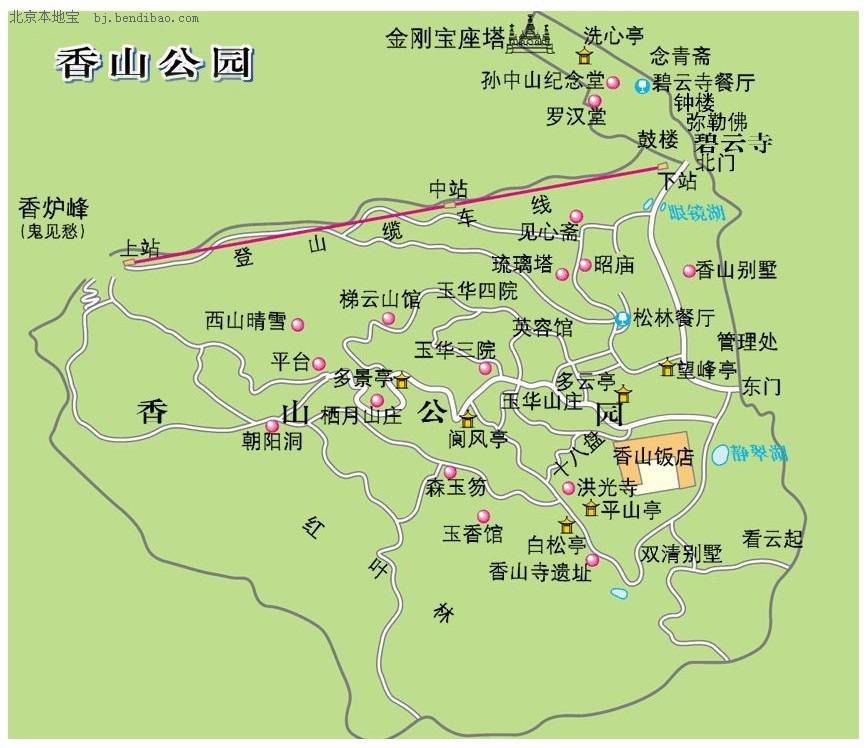 北京本地宝 bj.bendibao.com
香山公园
金刚宝座塔
洗心亭
念青斋
孙中山纪念堂
碧云寺餐厅
罗汉堂
钟楼
弥勒佛
鼓楼
碧云寺
北门
下站
中站
香炉峰
(鬼见愁)
上站
登山缆车线
眼镜湖
见心斋
琉璃塔
昭庙
香山别墅
梯云山馆
玉华四院
西山晴雪
英容馆
松林餐厅
管理处
平台
玉华三院
望峰亭
多景亭
多云亭
东门
香山公园
栖月山庄
玉华山庄
朝阳洞
阆风亭
十八盘
香山饭店
静翠湖
森玉笏
洪光寺
平山亭
玉香馆
白松亭
双清别墅
看云起
香山寺遗址
红叶林